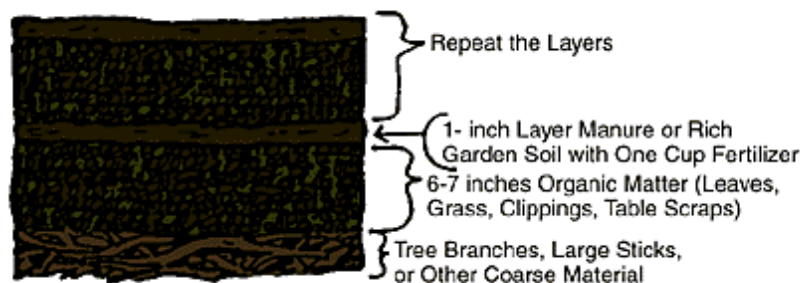 Repeat the Layers
1- inch Layer Manure or Rich
Garden Soil with One Cup Fertilizer
6-7 inches Organic Matter (Leaves,
Grass, Clippings, Table Scraps)
Tree Branches, Large Sticks,
or Other Coarse Material